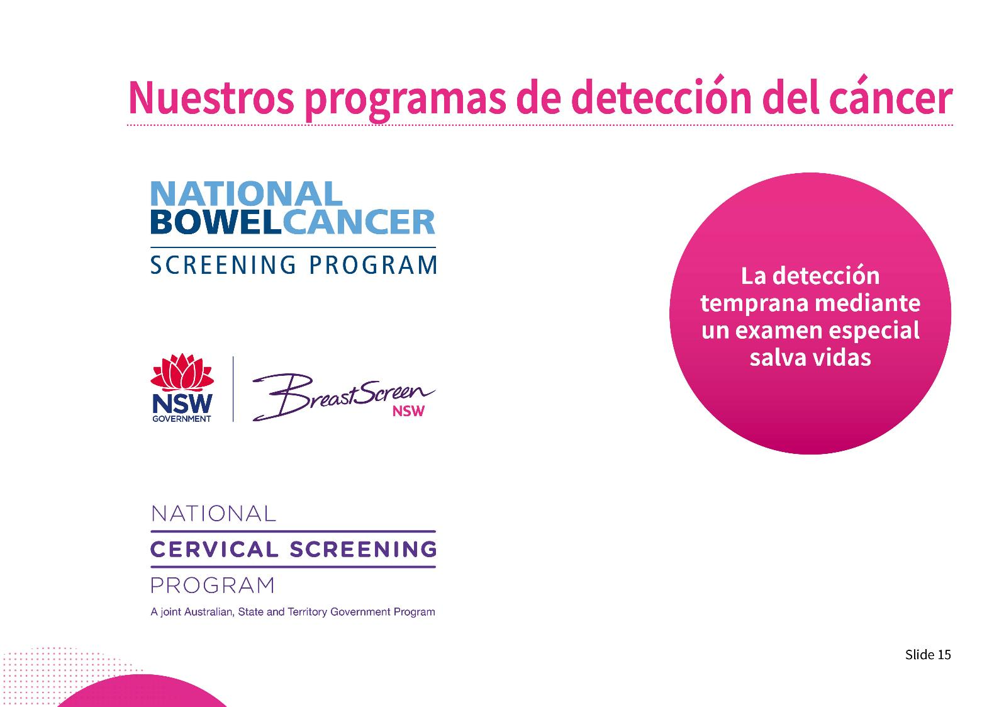 Nuestros programas de detección del cáncer
NATIONAL
BOWELCANCER
SCREENING PROGRAM
La detección
temprana mediante
un examen especial
salva vidas
NSW
GOVERNMENT
BreastScreen
NSW
NATIONAL
CERVICAL SCREENING
PROGRAM
A joint Australian, State and Territory Government Program
Slide 15